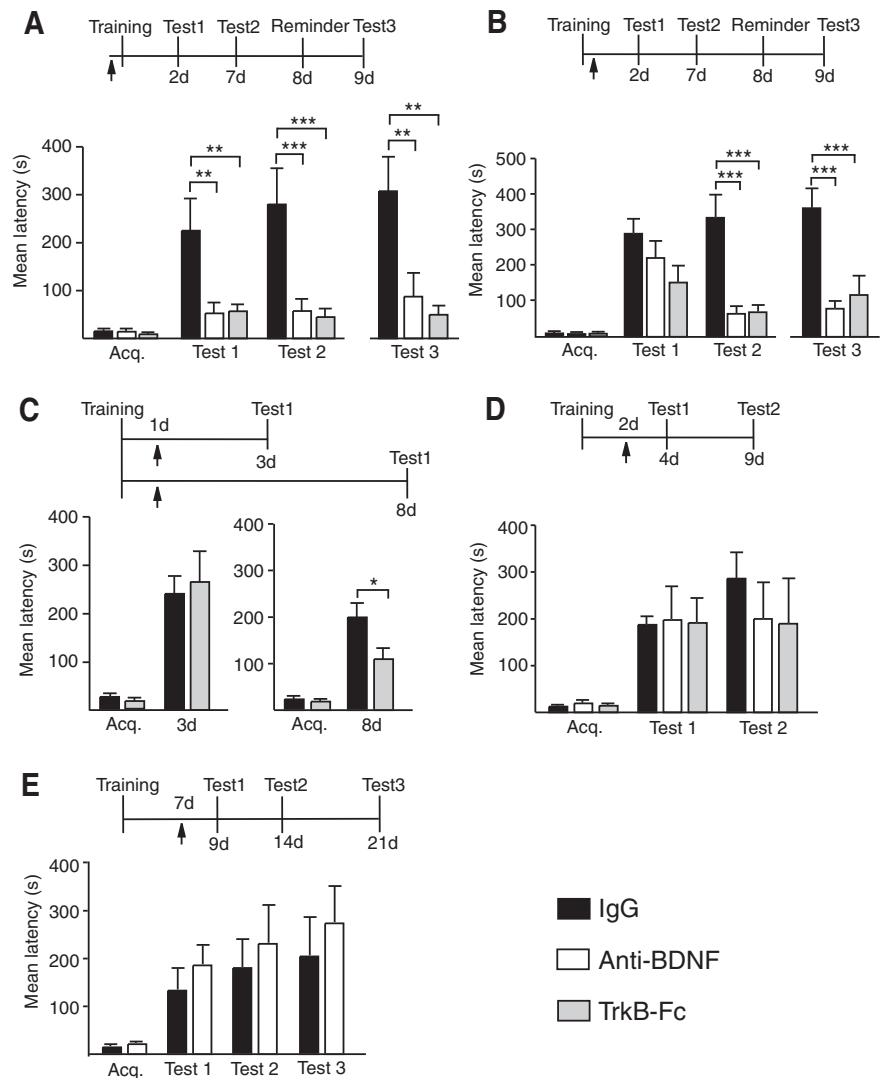 A
Training Test1 Test2 Reminder Test3
2d 7d 8d 9d
Mean latency (s)
400
300
200
100
** **
*** ***
** **
Acq. Test 1 Test 2 Test 3
B
Training Test1 Test2 Reminder Test3
2d 7d 8d 9d
Mean latency (s)
500
400
300
200
100
*** ***
*** ***
Acq. Test 1 Test 2 Test 3
C
Training 1d Test1
3d
Test1
8d
Mean latency (s)
400
300
200
100
Acq. 3d
400
300
200
100
*
Acq. 8d
D
Training 2d Test1 Test2
4d 9d
Mean latency (s)
400
300
200
100
Acq. Test 1 Test 2
E
Training 7d Test1 Test2 Test3
9d 14d 21d
Mean latency (s)
400
300
200
100
Acq. Test 1 Test 2 Test 3
IgG
Anti-BDNF
TrkB-Fc